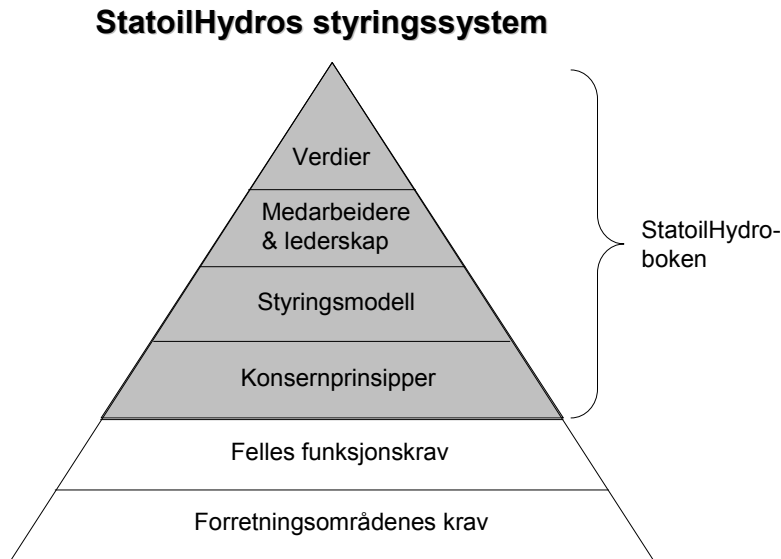 StatoilHydros styringssystem
Verdier
Medarbeidere
& lederskap
Styringsmodell
Konsernprinsipper
StatoilHydro-
boken
Felles funksjonskrav
Forretningsområdenes krav